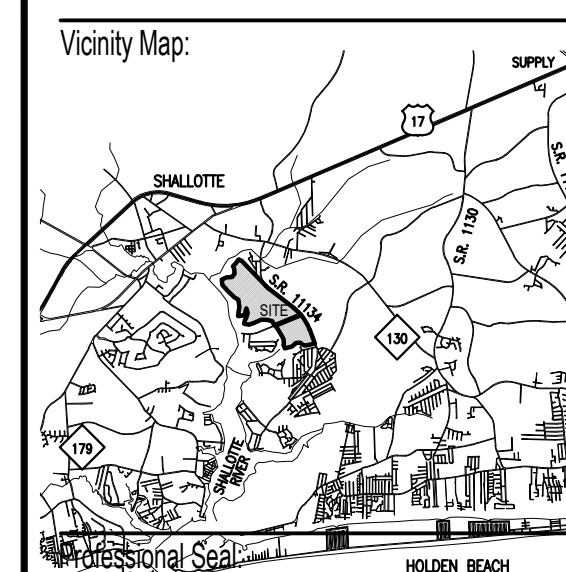 Vicinity Map:
SUPPLY
17
SHALLOTTE
S.R. 1130
S.R. 11134
SITE
130
179
SHALLOTTE
RIVER
Professional Seal:
HOLDEN BEACH